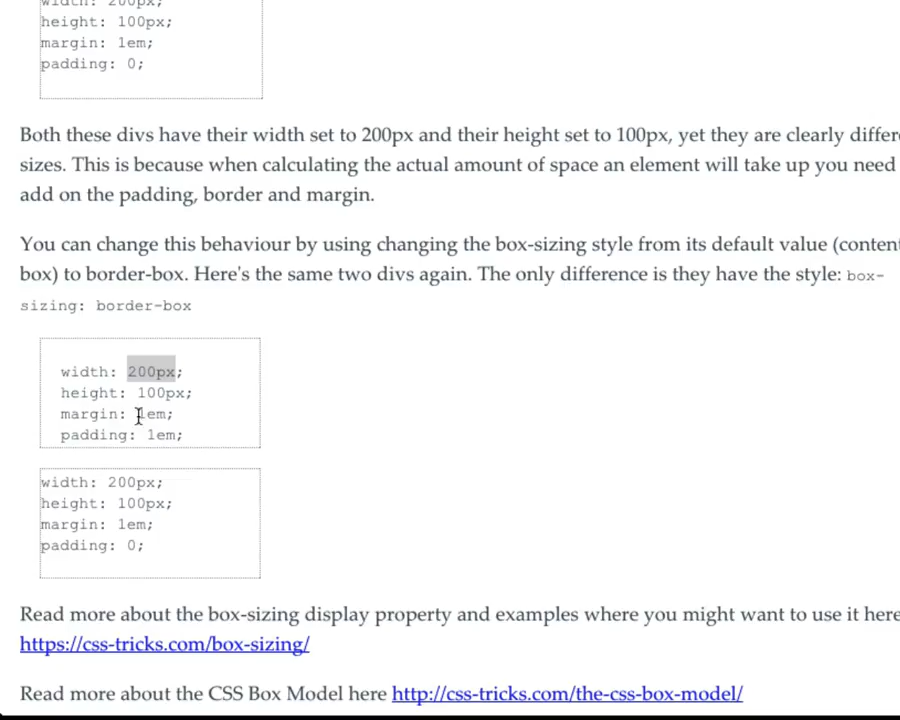 width: 200px;
height: 100px;
margin: 1em;
padding: 0;
Both these divs have their width set to 200px and their height set to 100px, yet they are clearly differ
sizes. This is because when calculating the actual amount of space an element will take up you need
add on the padding, border and margin.
You can change this behaviour by using changing the box-sizing style from its default value (conten
box) to border-box. Here's the same two divs again. The only difference is they have the style: box-
sizing: border-box
width: 200px;
height: 100px;
margin: 1em;
padding: 1em;
width: 200px;
height: 100px;
margin: 1em;
padding: 0;
Read more about the box-sizing display property and examples where you might want to use it here
https://css-tricks.com/box-sizing/
Read more about the CSS Box Model here http://css-tricks.com/the-css-box-model/